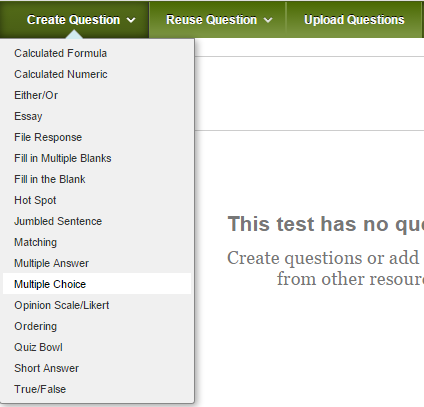 Create Question Reuse Question Upload Questions
Calculated Formula
Calculated Numeric
Either/Or
Essay
File Response
Fill in Multiple Blanks
Fill in the Blank
Hot Spot
Jumbled Sentence
Matching
Multiple Answer
Multiple Choice
Opinion Scale/Likert
Ordering
Quiz Bowl
Short Answer
True/False
This test has no que
Create questions or add
from other resour